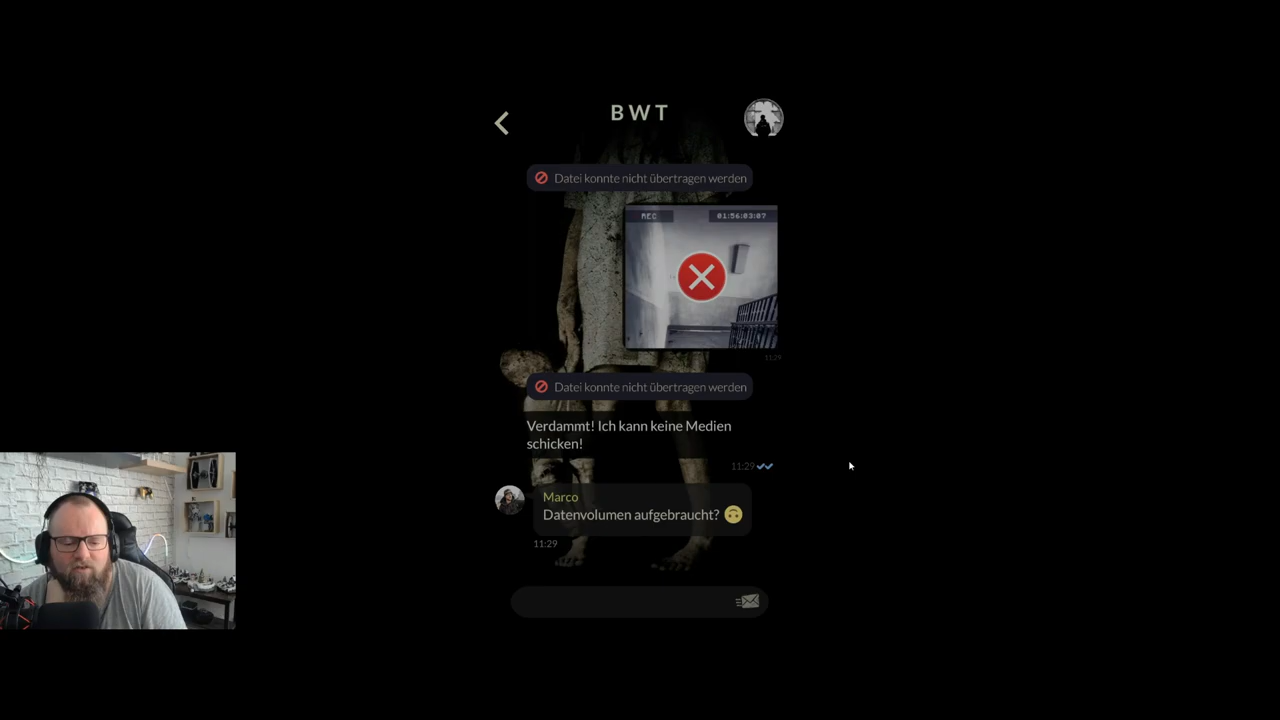 BWT
Datei konnte nicht übertragen werden
REC 01:56:03:07
11:29
Datei konnte nicht übertragen werden
Verdammt! Ich kann keine Medien
schicken!
11:29
Marco
Datenvolumen aufgebraucht? 🙃
11:29